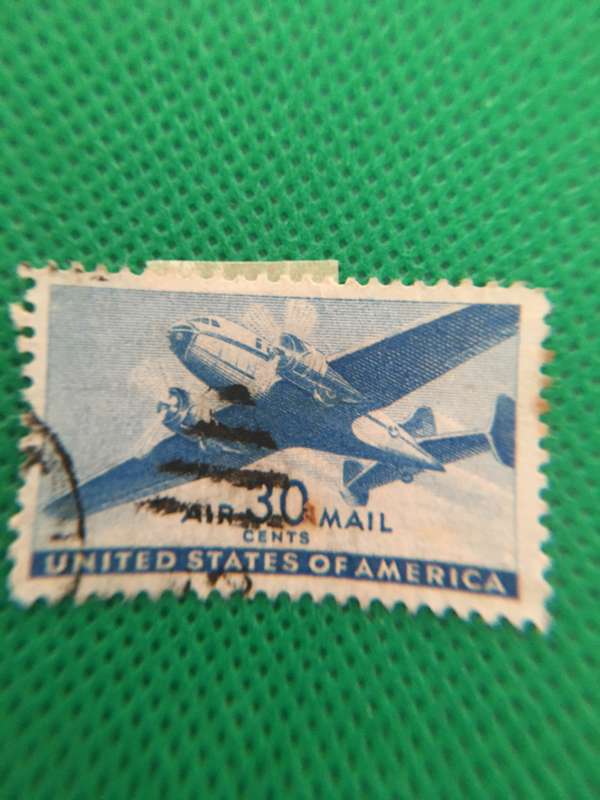 AIR 30 MAIL
CENTS
UNITED STATES OF AMERICA